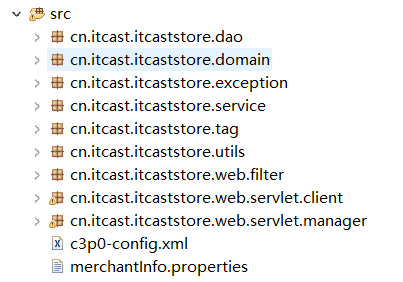 src
cn.itcast.itcaststore.dao
cn.itcast.itcaststore.domain
cn.itcast.itcaststore.exception
cn.itcast.itcaststore.service
cn.itcast.itcaststore.tag
cn.itcast.itcaststore.utils
cn.itcast.itcaststore.web.filter
cn.itcast.itcaststore.web.servlet.client
cn.itcast.itcaststore.web.servlet.manager
c3p0-config.xml
merchantInfo.properties